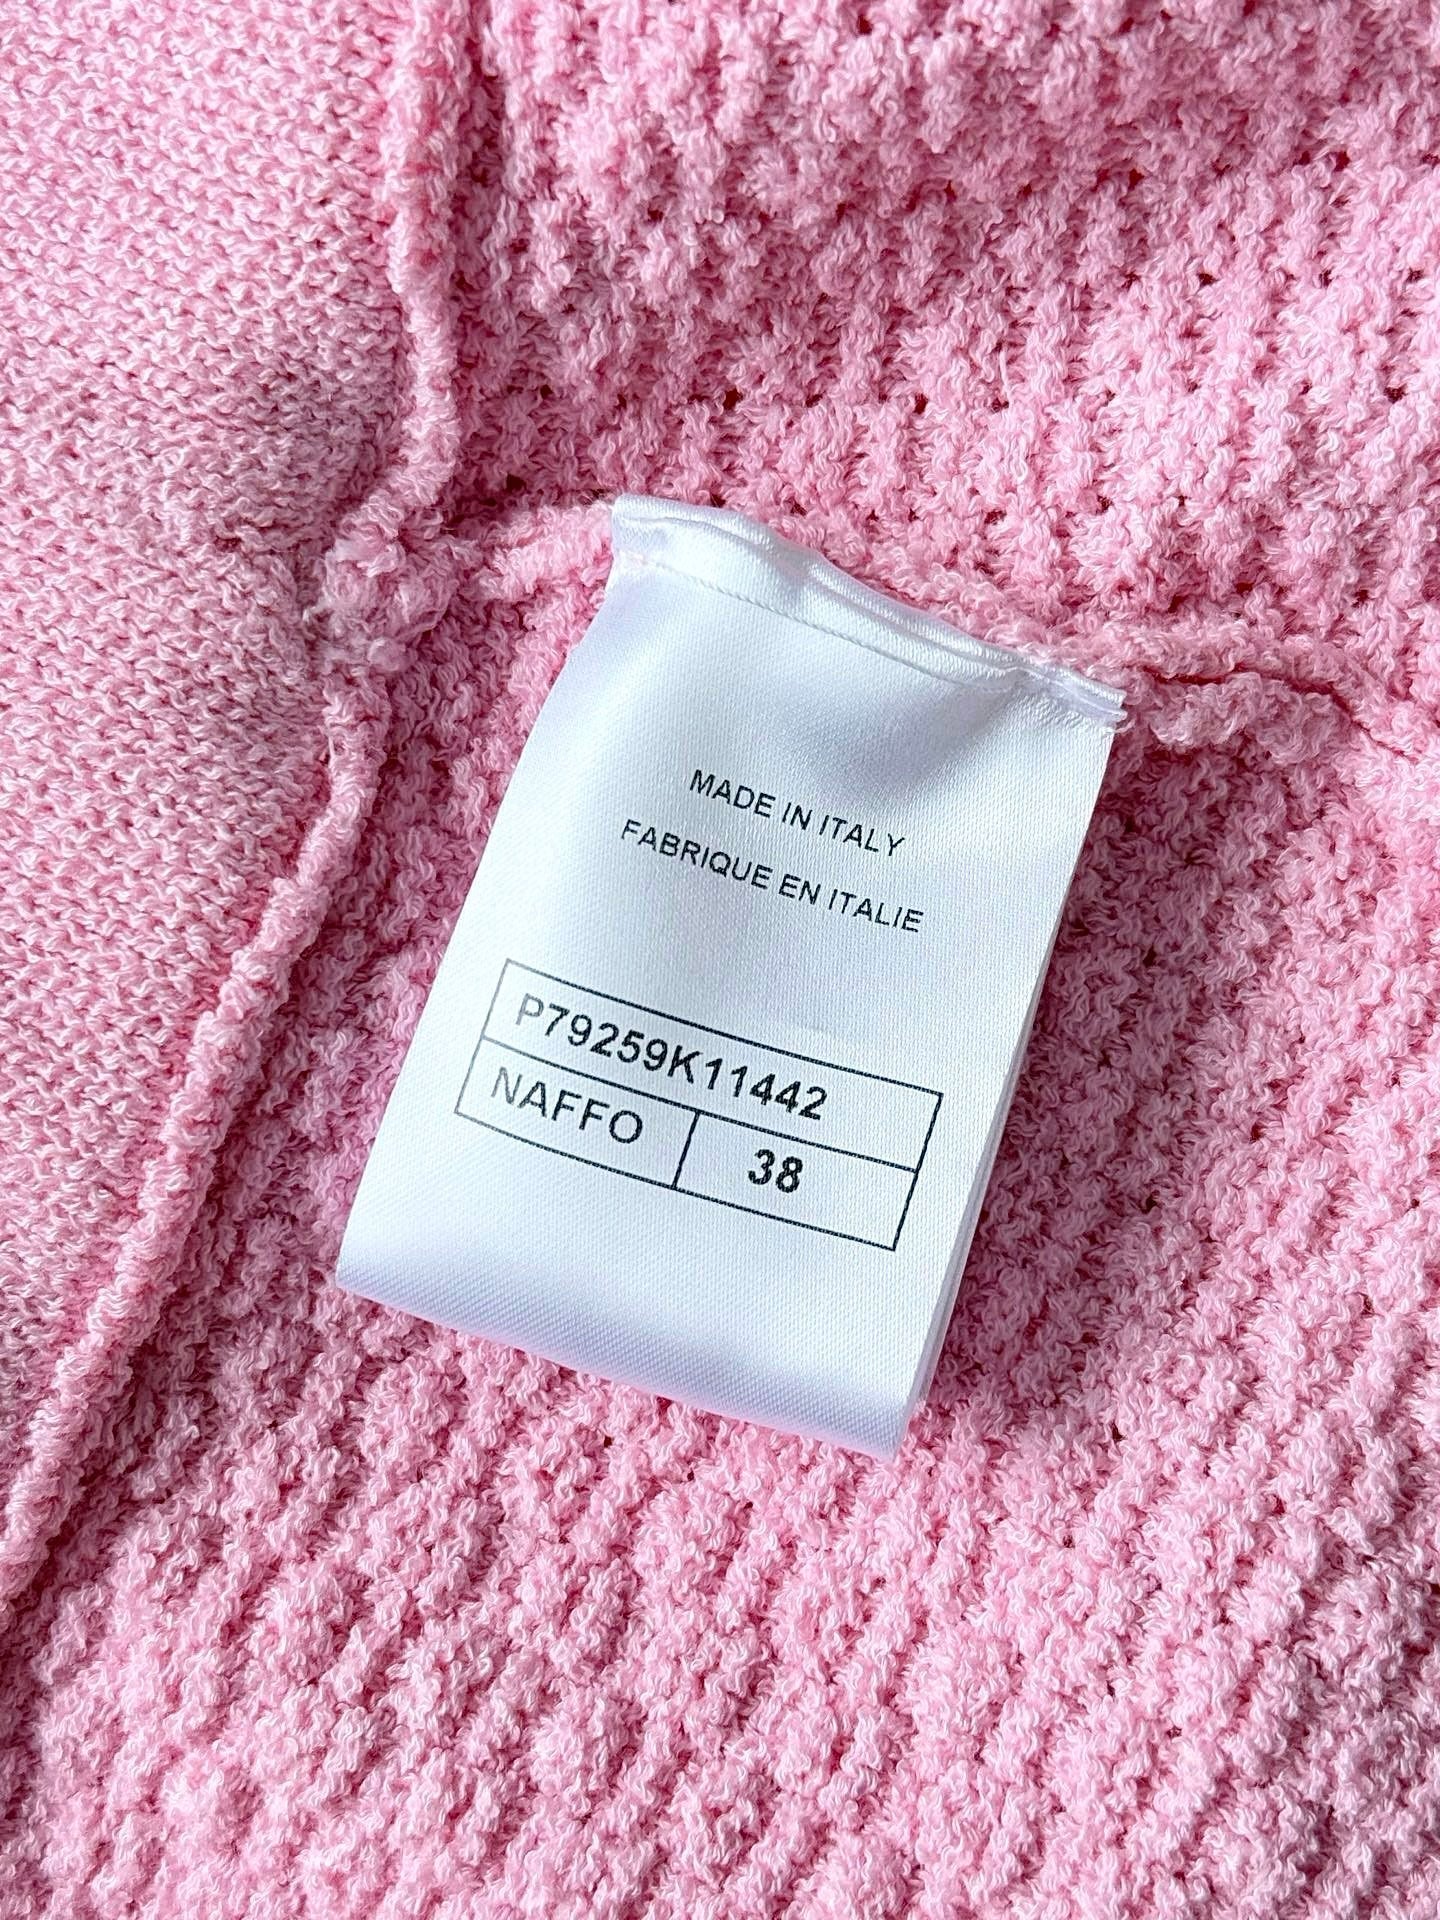 MADE IN ITALY
FABRIQUE EN ITALIE
P79259K11442
NAFFO 38